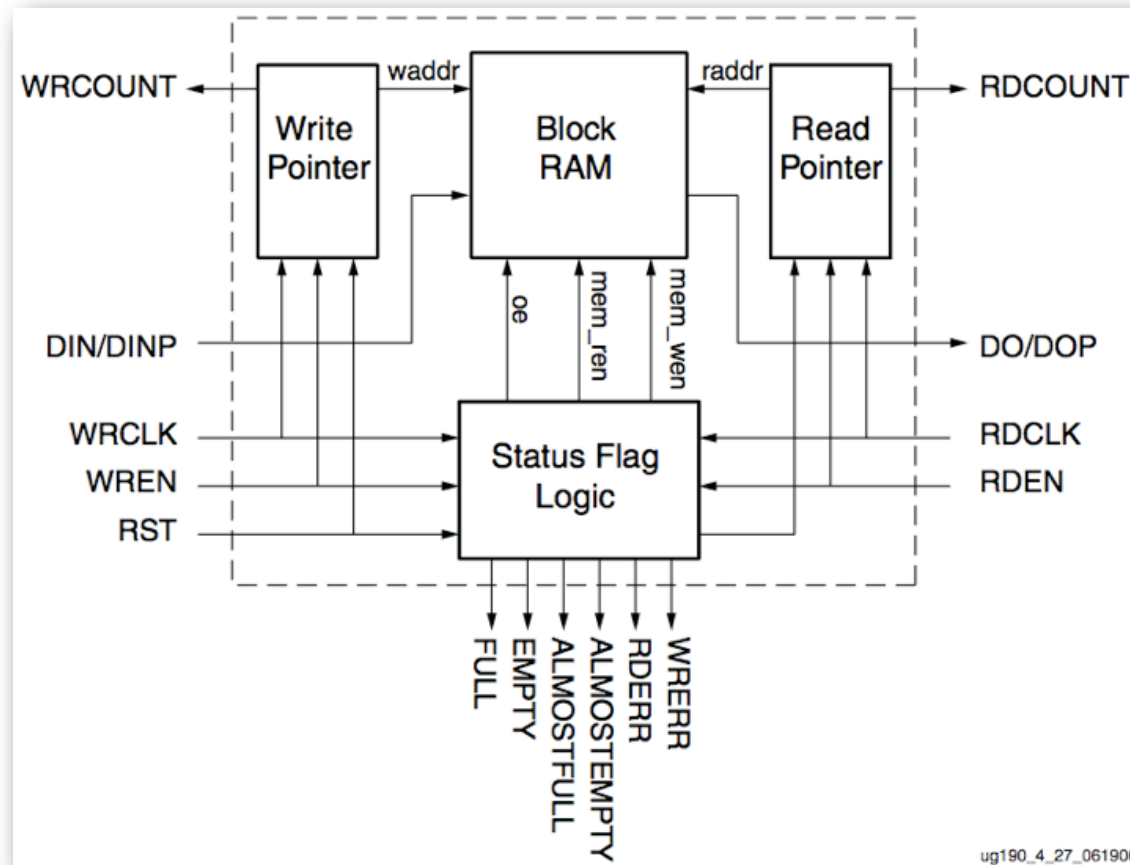 WRCOUNT
waddr
raddr
RDCOUNT
Write
Pointer
Block
RAM
Read
Pointer
oe
mem_ren
mem_wen
DIN/DINP
DO/DOP
WRCLK
WREN
RST
Status Flag
Logic
RDCLK
RDEN
FULL
EMPTY
ALMOSTFULL
ALMOSTEMPTY
RDERR
WRERR